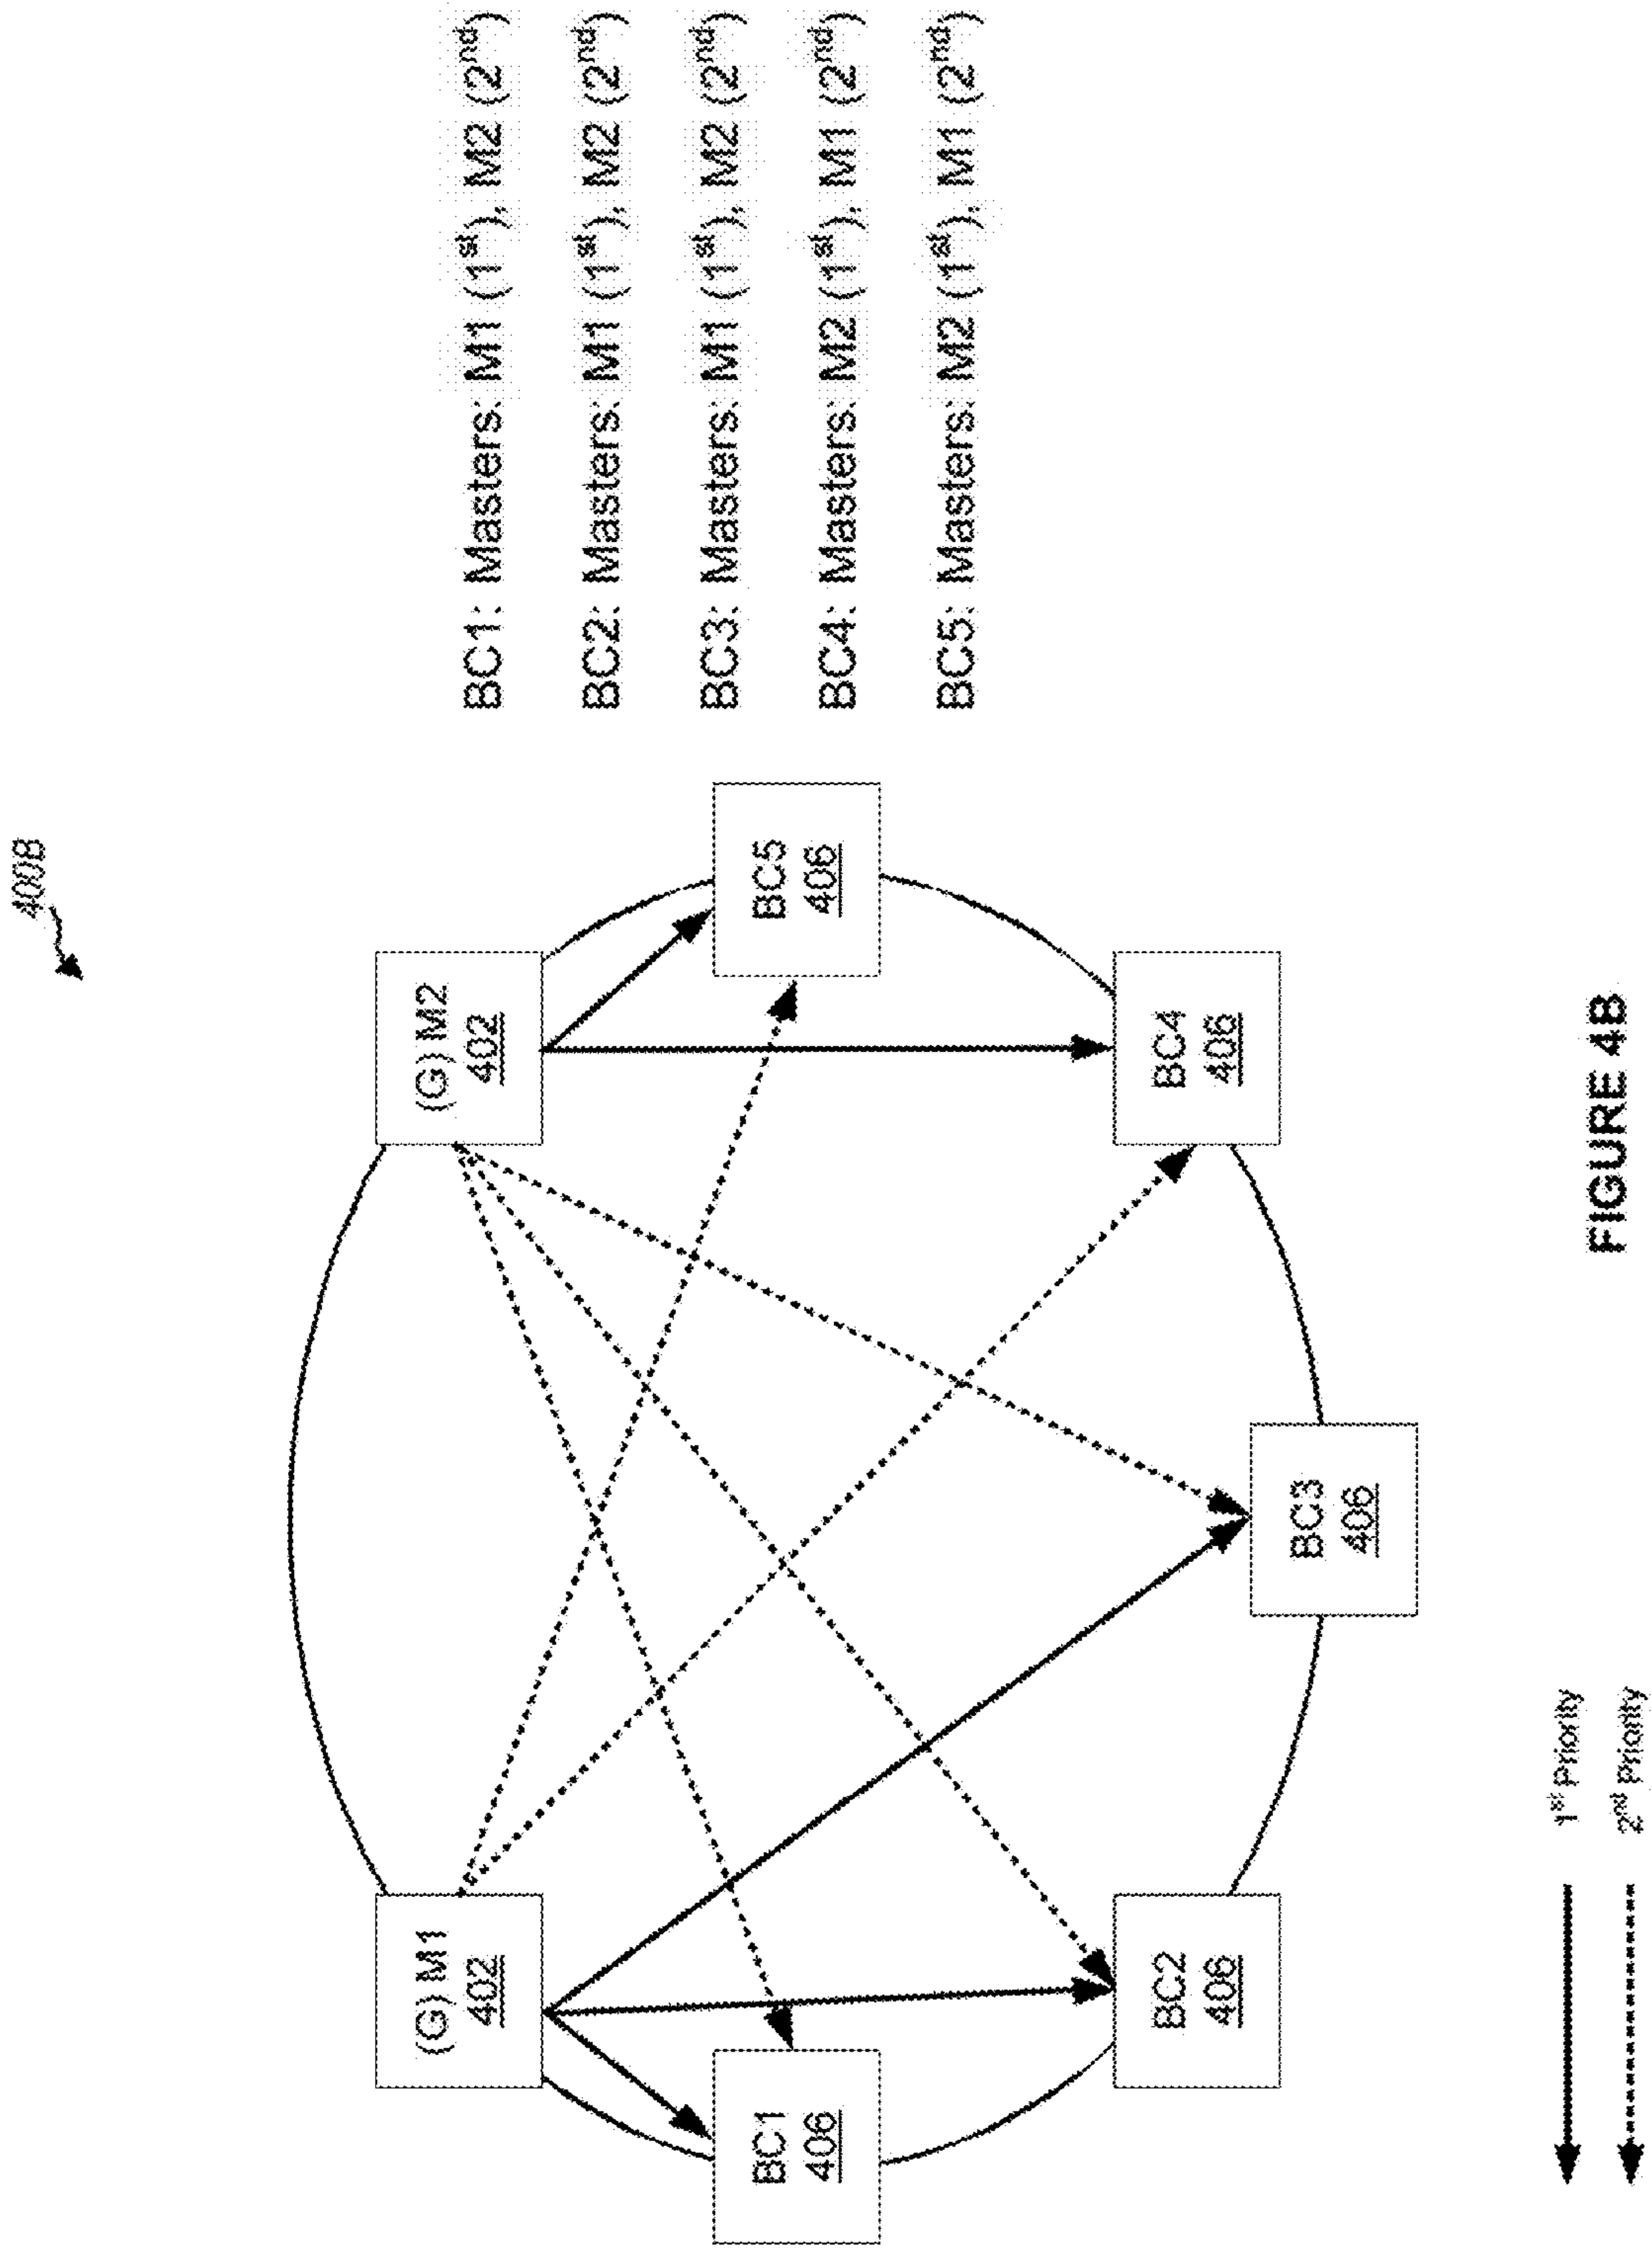 400B
(G) M1
402
(G) M2
402
BC1
406
BC5
406
BC2
406
BC4
406
BC3
406
BC1: Masters: M1 (1st), M2 (2nd)
BC2: Masters: M1 (1st), M2 (2nd)
BC3: Masters: M1 (1st), M2 (2nd)
BC4: Masters: M2 (1st), M1 (2nd)
BC5: Masters: M2 (1st), M1 (2nd)
1st Priority
2nd Priority
FIGURE 4B